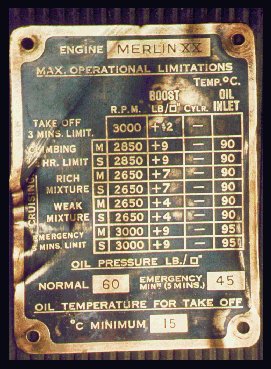 ENGINE MERLIN XX
MAX. OPERATIONAL LIMITATIONS
TEMP. °C.
BOOST OIL
R.P.M. LB/□" CYLR. INLET
TAKE OFF
3 MINS. LIMIT. 3000 +12 — —
CLIMBING M 2850 +9 — 90
HR. LIMIT S 2850 +9 — 90
CRUISING
RICH M 2650 +7 — 90
MIXTURE S 2650 +7 — 90
WEAK M 2650 +4 — 90
MIXTURE S 2650 +4 — 90
EMERGENCY M 3000 +9 — 95
MINS. LIMIT S 3000 +9 — 95
OIL PRESSURE LB./□"
NORMAL 60 EMERGENCY MINM (5 MINS.) 45
OIL TEMPERATURE FOR TAKE OFF
°C MINIMUM 15